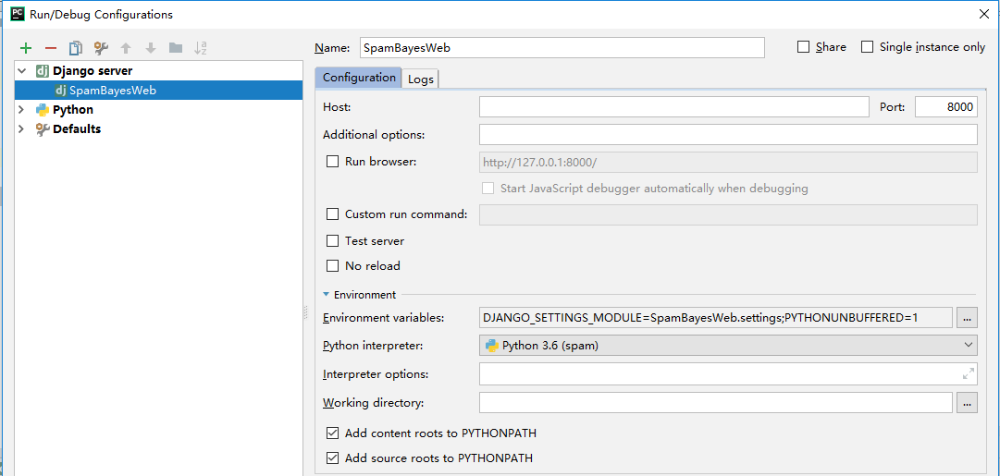 PC Run/Debug Configurations
Name: SpamBayesWeb Share Single instance only
dj Django server
dj SpamBayesWeb
Python
Defaults
Configuration Logs
Host: Port: 8000
Additional options:
Run browser: http://127.0.0.1:8000/
Start JavaScript debugger automatically when debugging
Custom run command:
Test server
No reload
Environment
Environment variables: DJANGO_SETTINGS_MODULE=SpamBayesWeb.settings;PYTHONUNBUFFERED=1 ...
Python interpreter: Python 3.6 (spam)
Interpreter options:
Working directory: ...
Add content roots to PYTHONPATH
Add source roots to PYTHONPATH